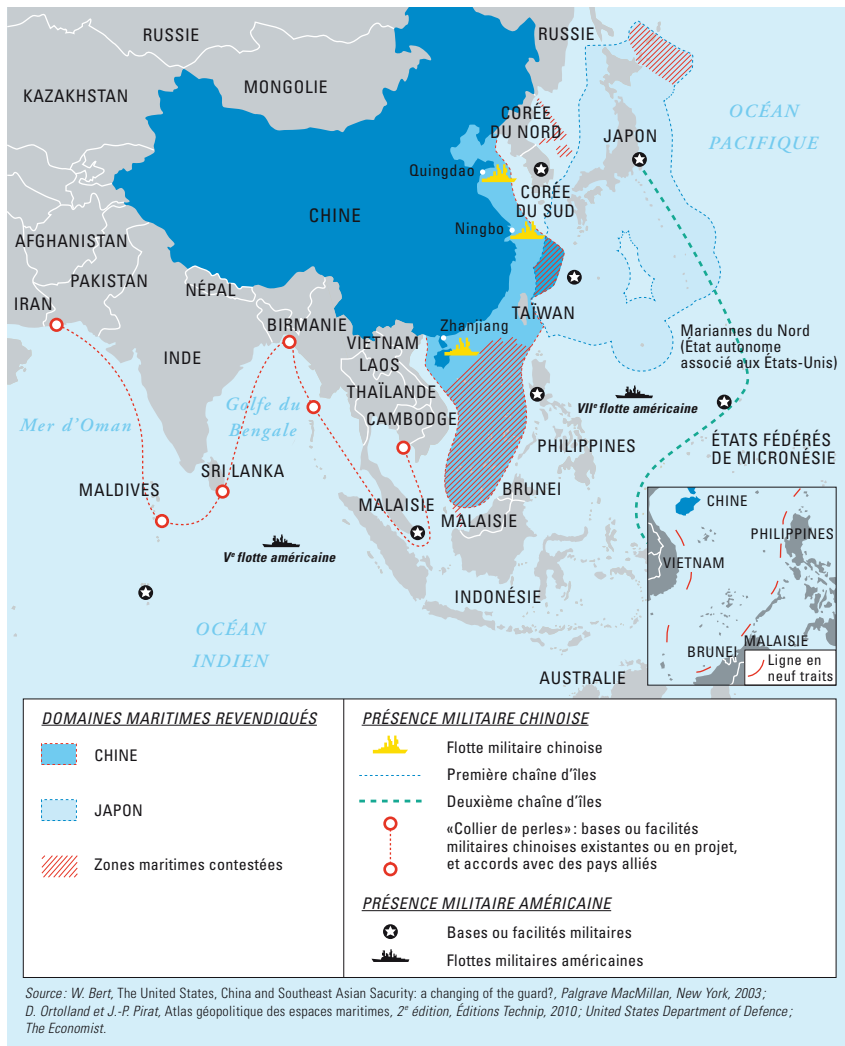 RUSSIE
RUSSIE
KAZAKHSTAN
MONGOLIE
OCÉAN
PACIFIQUE
CORÉE
DU NORD
JAPON
Quingdao
CORÉE
DU SUD
CHINE
Ningbo
AFGHANISTAN
PAKISTAN
NÉPAL
IRAN
BIRMANIE
TAÏWAN
Zhanjiang
VIETNAM
LAOS
INDE
THAÏLANDE
CAMBODGE
Mariannes du Nord
(État autonome
associé aux États-Unis)
Mer d'Oman
Golfe du
Bengale
VIIe flotte américaine
PHILIPPINES
ÉTATS FÉDÉRÉS
DE MICRONÉSIE
SRI LANKA
MALDIVES
MALAISIE
BRUNEI
MALAISIE
Ve flotte américaine
INDONÉSIE
OCÉAN
INDIEN
AUSTRALIE
CHINE
PHILIPPINES
VIETNAM
BRUNEI
MALAISIE
Ligne en
neuf traits
DOMAINES MARITIMES REVENDIQUÉS
CHINE
JAPON
Zones maritimes contestées
PRÉSENCE MILITAIRE CHINOISE
Flotte militaire chinoise
Première chaîne d'îles
Deuxième chaîne d'îles
«Collier de perles» : bases ou facilités
militaires chinoises existantes ou en projet,
et accords avec des pays alliés
PRÉSENCE MILITAIRE AMÉRICAINE
Bases ou facilités militaires
Flottes militaires américaines
Source : W. Bert, The United States, China and Southeast Asian Sacurity: a changing of the guard?, Palgrave MacMillan, New York, 2003 ;
D. Ortolland et J.-P. Pirat, Atlas géopolitique des espaces maritimes, 2e édition, Éditions Technip, 2010 ; United States Department of Defence ;
The Economist.